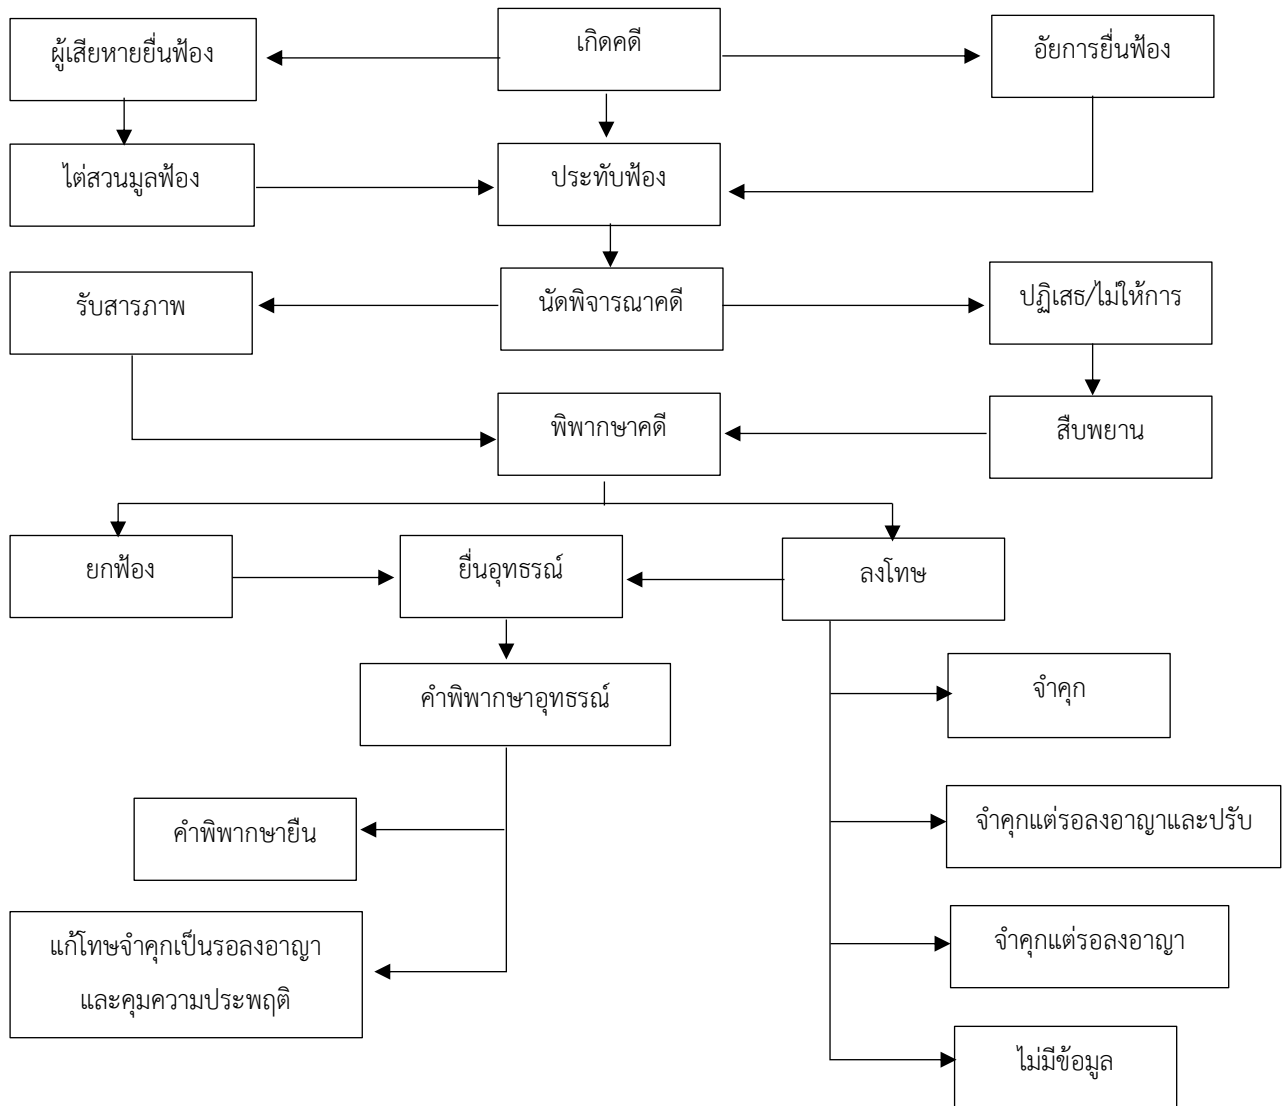 เกิดคดี
ผู้เสียหายยื่นฟ้อง
อัยการยื่นฟ้อง
ไต่สวนมูลฟ้อง
ประทับฟ้อง
รับสารภาพ
นัดพิจารณาคดี
ปฏิเสธ/ไม่ให้การ
พิพากษาคดี
สืบพยาน
ยกฟ้อง
ยื่นอุทธรณ์
ลงโทษ
คำพิพากษาอุทธรณ์
จำคุก
คำพิพากษายืน
จำคุกแต่รอลงอาญาและปรับ
แก้โทษจำคุกเป็นรอลงอาญา
และคุมความประพฤติ
จำคุกแต่รอลงอาญา
ไม่มีข้อมูล